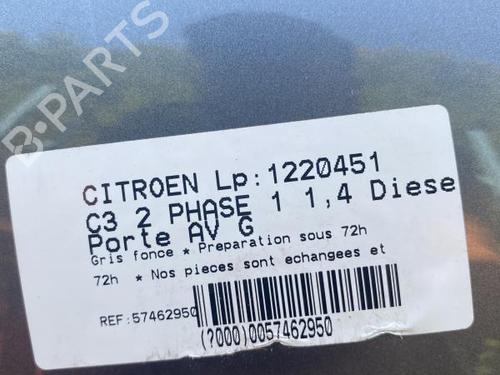 B-PARTS
CITROEN Lp:1220451
C3 2 PHASE 1 1,4 Diese
Porte AV G
Gris fonce * Preparation sous 72h
72h * Nos pieces sont echangees et
REF:57462950
(?000)0057462950